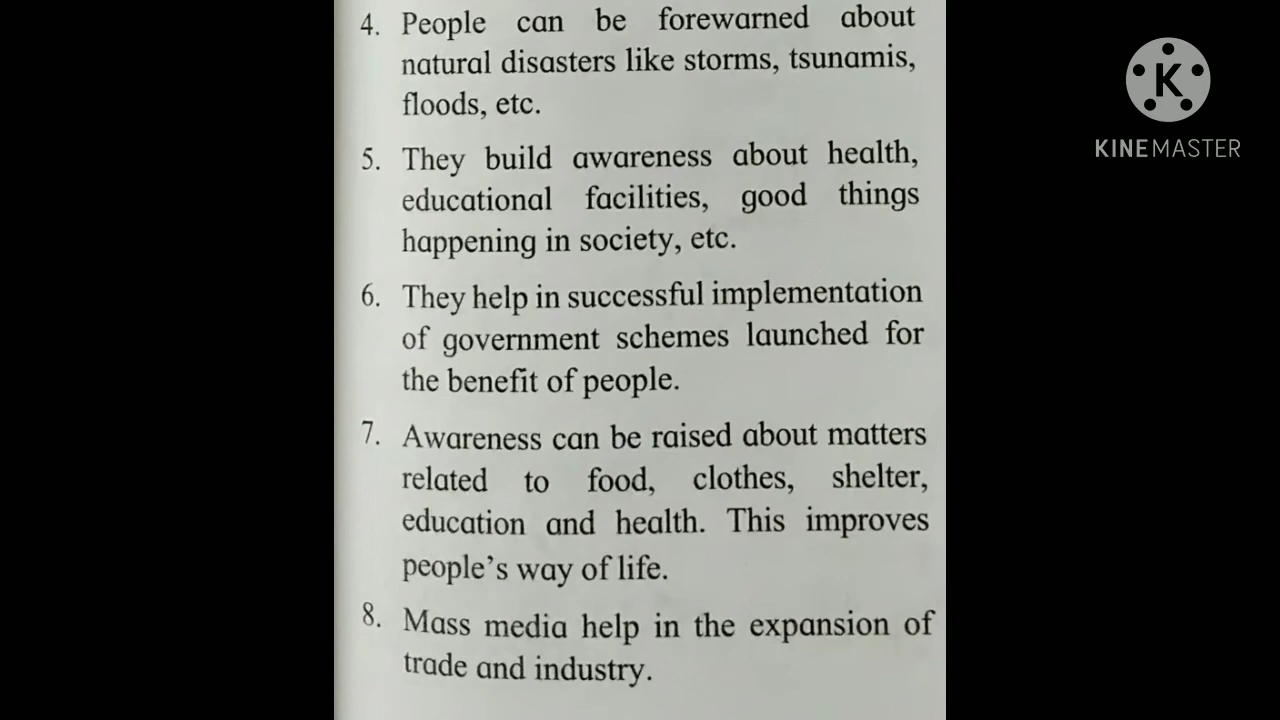 4. People can be forewarned about
natural disasters like storms, tsunamis,
floods, etc.
5. They build awareness about health,
educational facilities, good things
happening in society, etc.
6. They help in successful implementation
of government schemes launched for
the benefit of people.
7. Awareness can be raised about matters
related to food, clothes, shelter,
education and health. This improves
people's way of life.
8. Mass media help in the expansion of
trade and industry.
K
KINEMASTER